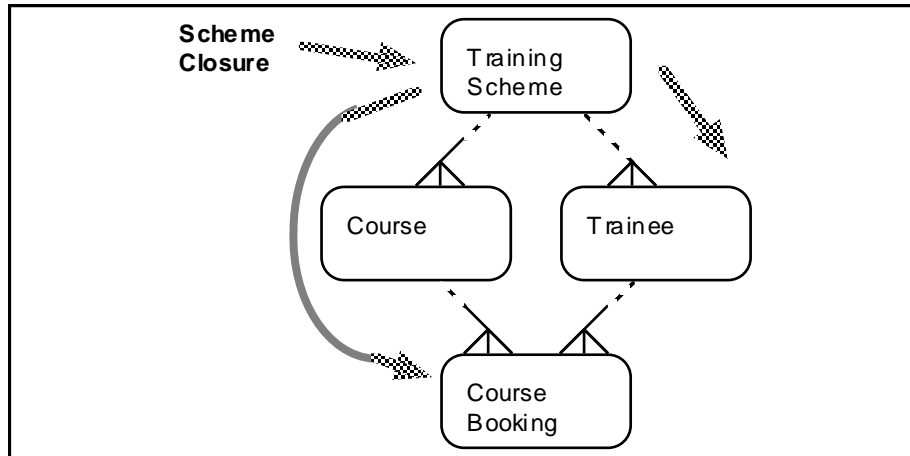 Scheme
Closure
Training
Scheme
Course
Trainee
Course
Booking